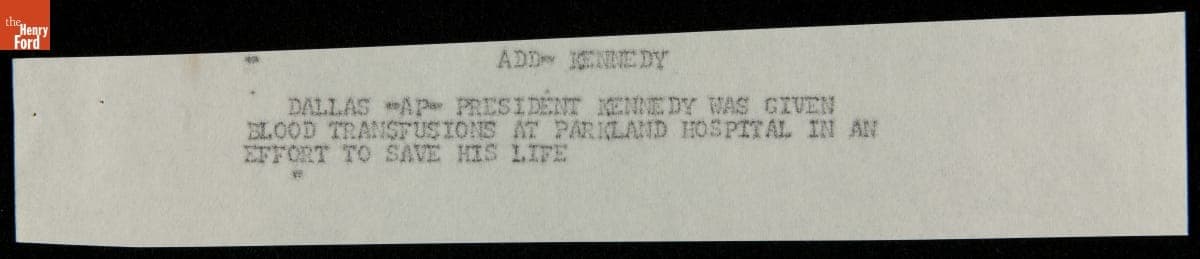 the
Henry
Ford
ADD- KENNEDY
DALLAS -AP- PRESIDENT KENNEDY WAS GIVEN
BLOOD TRANSFUSIONS AT PARKLAND HOSPITAL IN AN
EFFORT TO SAVE HIS LIFE